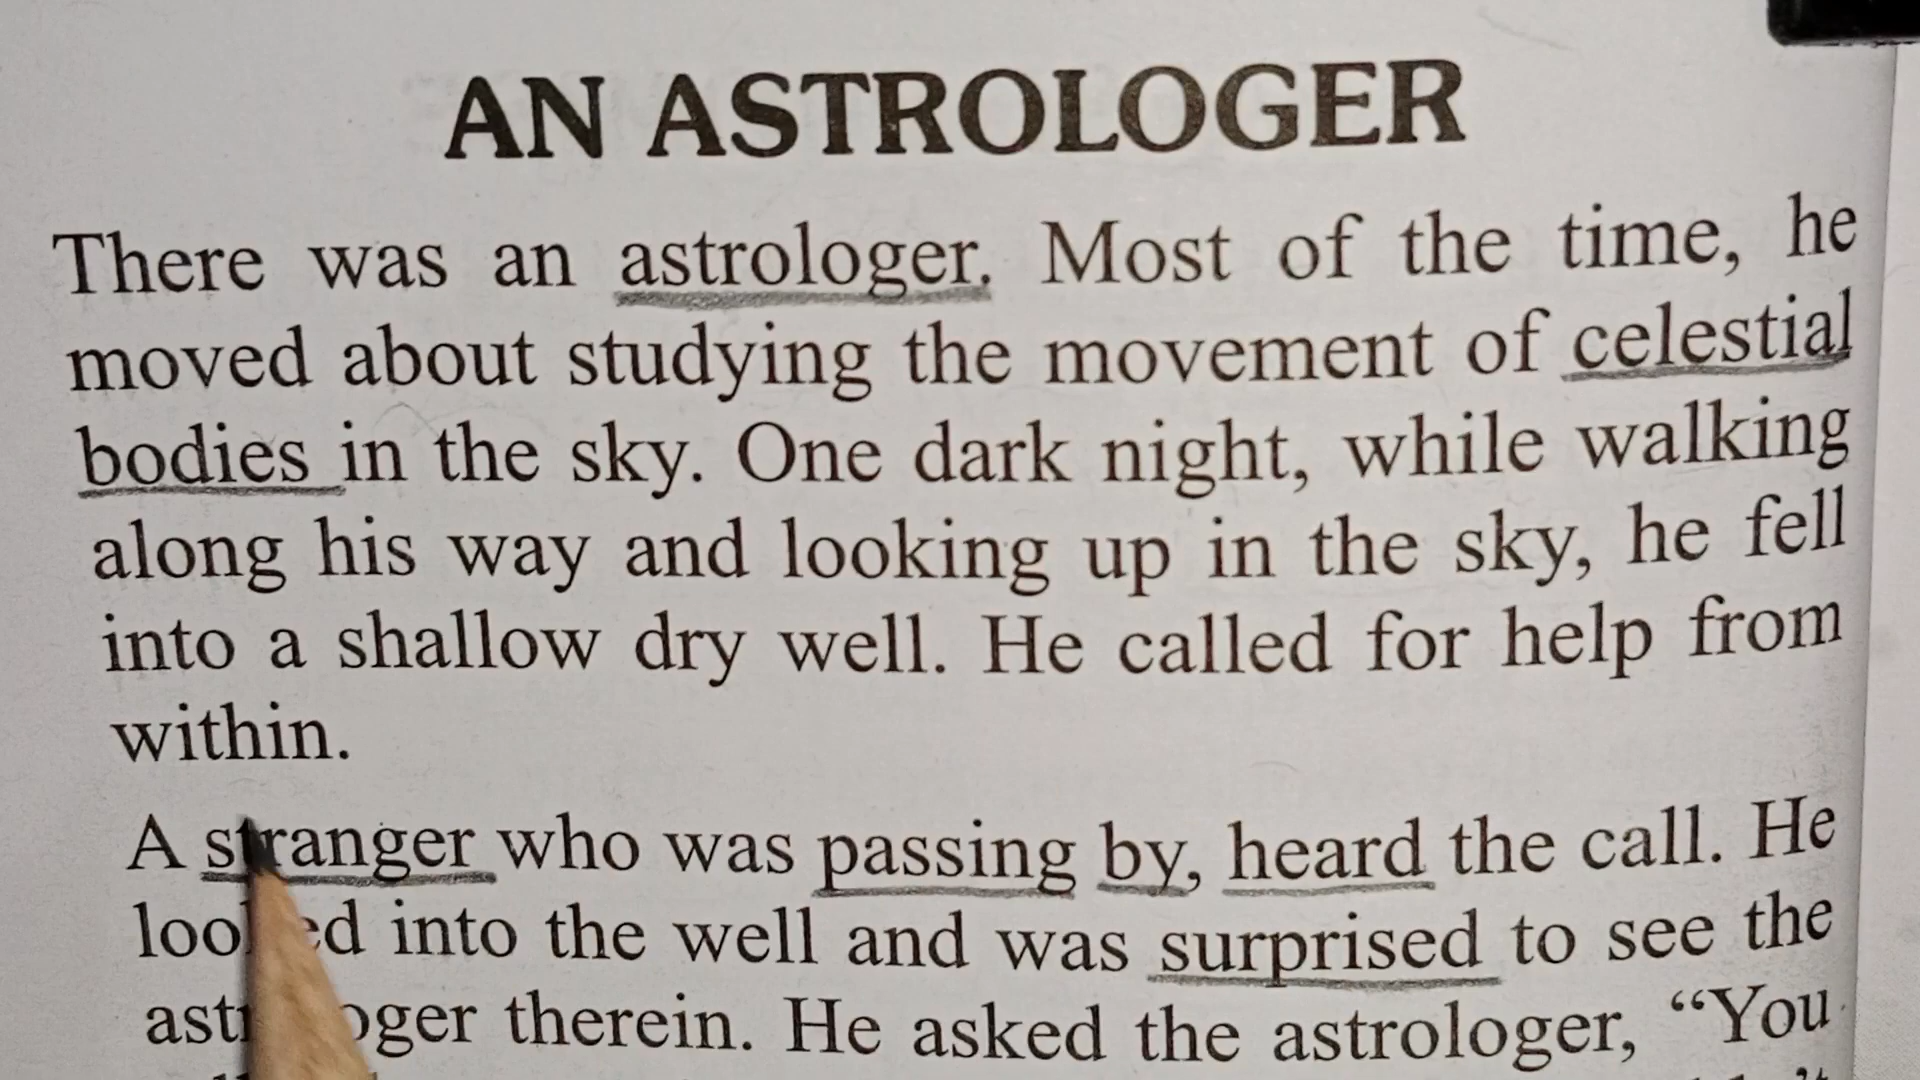 AN ASTROLOGER
There was an astrologer. Most of the time, he
moved about studying the movement of celestial
bodies in the sky. One dark night, while walking
along his way and looking up in the sky, he fell
into a shallow dry well. He called for help from
within.
A stranger who was passing by, heard the call. He
into the well and was surprised to see the
therein. He asked the astrologer, “You